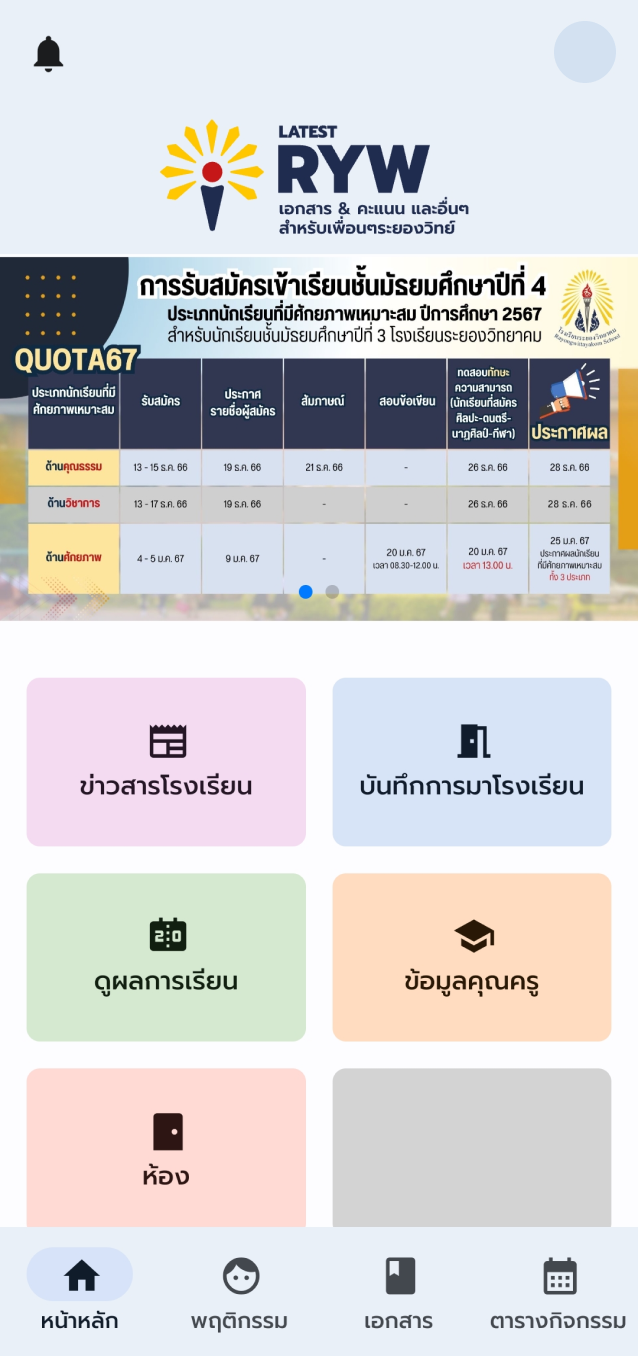 LATEST
RYW
เอกสาร & คะแนน และอื่นๆ
สำหรับเพื่อนๆระยองวิทย์
การรับสมัครเข้าเรียนชั้นมัธยมศึกษาปีที่ 4
ประเภทนักเรียนที่มีศักยภาพเหมาะสม ปีการศึกษา 2567
สำหรับนักเรียนชั้นมัธยมศึกษาปีที่ 3 โรงเรียนระยองวิทยาคม
โรงเรียนระยองวิทยาคม
Rayongwittayakom School
QUOTA67
ประเภทนักเรียนที่มี
ศักยภาพเหมาะสม
รับสมัคร
ประกาศ
รายชื่อผู้สมัคร
สัมภาษณ์
สอบข้อเขียน
ทดสอบทักษะ
ความสามารถ
(นักเรียนที่สมัคร
ศิลปะ-ดนตรี-
นาฏศิลป์-กีฬา)
ประกาศผล
ด้านคุณธรรม
13 - 15 ธ.ค. 66
19 ธ.ค. 66
21 ธ.ค. 66
-
26 ธ.ค. 66
28 ธ.ค. 66
ด้านวิชาการ
13 - 17 ธ.ค. 66
19 ธ.ค. 66
-
-
26 ธ.ค. 66
28 ธ.ค. 66
ด้านศักยภาพ
4 - 5 ม.ค. 67
9 ม.ค. 67
-
20 ม.ค. 67
เวลา 08.30-12.00 น.
20 ม.ค. 67
เวลา 13.00 น.
25 ม.ค. 67
ประกาศผลนักเรียน
ที่มีศักยภาพเหมาะสม
ทั้ง 3 ประเภท
ข่าวสารโรงเรียน
บันทึกการมาโรงเรียน
2:0
ดูผลการเรียน
ข้อมูลคุณครู
ห้อง
หน้าหลัก
พฤติกรรม
เอกสาร
ตารางกิจกรรม